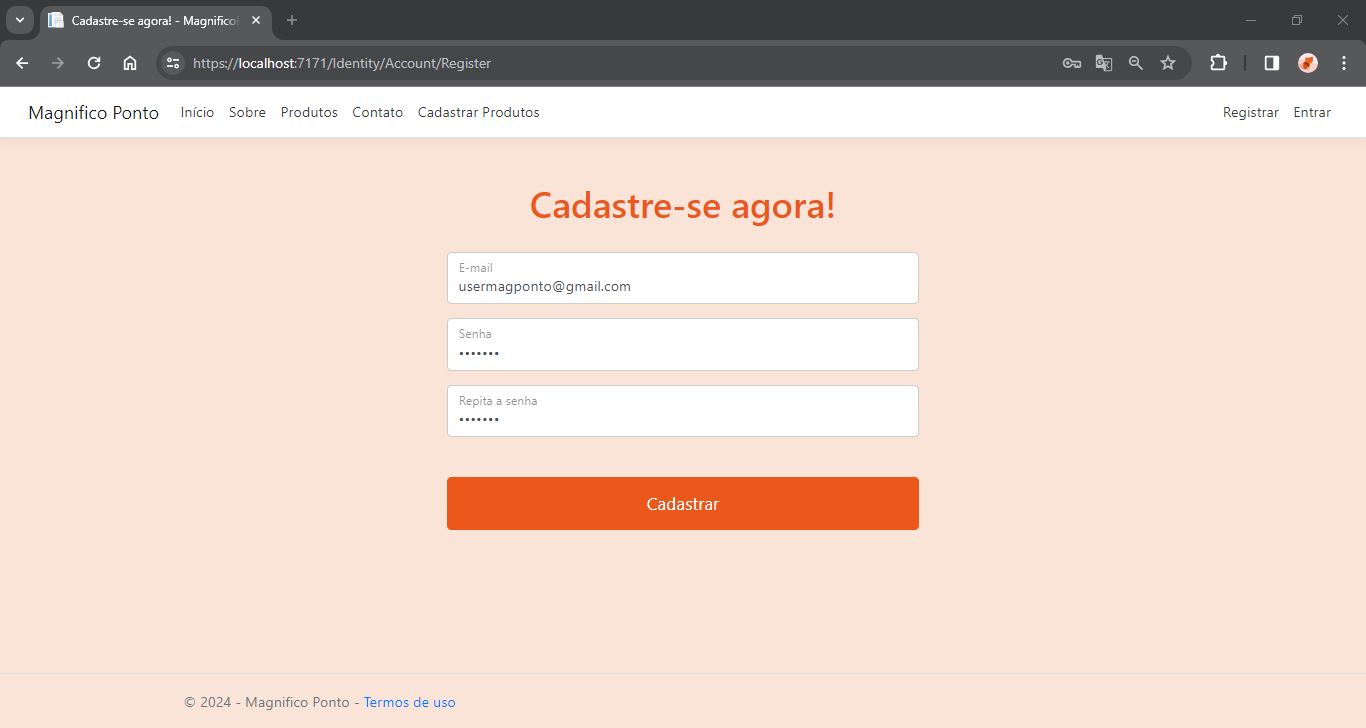 Cadastre-se agora! - Magnifico
https://localhost:7171/Identity/Account/Register
Magnifico Ponto Início Sobre Produtos Contato Cadastrar Produtos Registrar Entrar
Cadastre-se agora!
E-mail
usermagponto@gmail.com
Senha
•••••••
Repita a senha
•••••••
Cadastrar
© 2024 - Magnifico Ponto - Termos de uso